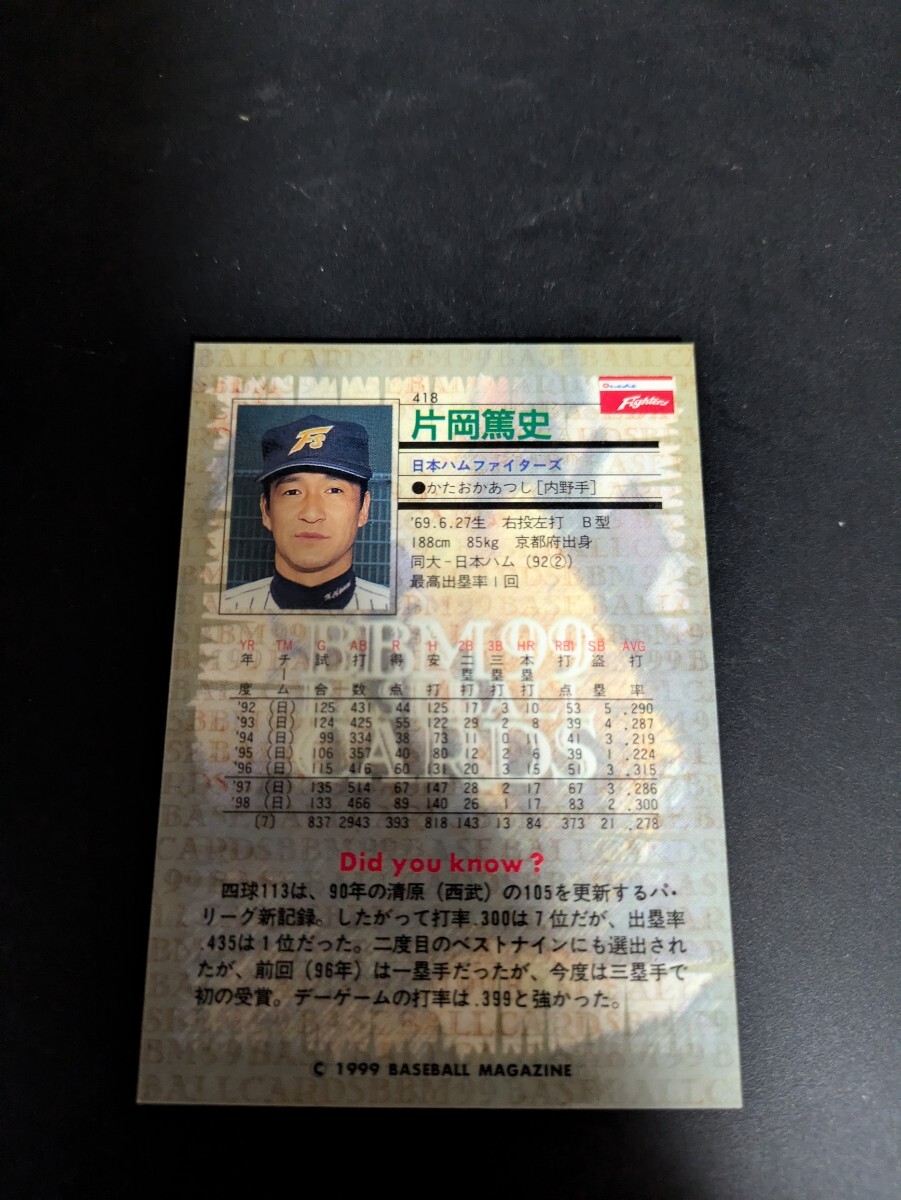 418
片岡篤史
Fighters
F's
日本ハムファイターズ
●かたおかあつし[内野手]
'69.6.27生 右投左打 B型
188cm 85kg 京都府出身
同大-日本ハム(92②)
最高出塁率1回
BBM99
CARDS
YR TM G AB R H 2B 3B HR RBI SB AVG
年度 チーム 試合 打数 得点 安打 二塁打 三塁打 本塁打 打点 盗塁 打率
'92 (日) 125 431 44 125 17 3 10 53 5 .290
'93 (日) 124 425 55 122 29 2 8 39 4 .287
'94 (日) 99 334 38 73 11 0 11 41 3 .219
'95 (日) 106 357 40 80 12 2 6 39 1 .224
'96 (日) 115 416 60 131 20 3 15 51 3 .315
'97 (日) 135 514 67 147 28 2 17 67 3 .286
'98 (日) 133 466 89 140 26 1 17 83 2 .300
[7] 837 2943 393 818 143 13 84 373 21 .278
Did you know?
四球113は、90年の清原(西武)の105を更新するパ・
リーグ新記録。したがって打率.300は7位だが、出塁率
.435は1位だった。二度目のベストナインにも選出され
たが、前回(96年)は一塁手だったが、今度は三塁手で
初の受賞。デーゲームの打率は.399と強かった。
© 1999 BASEBALL MAGAZINE